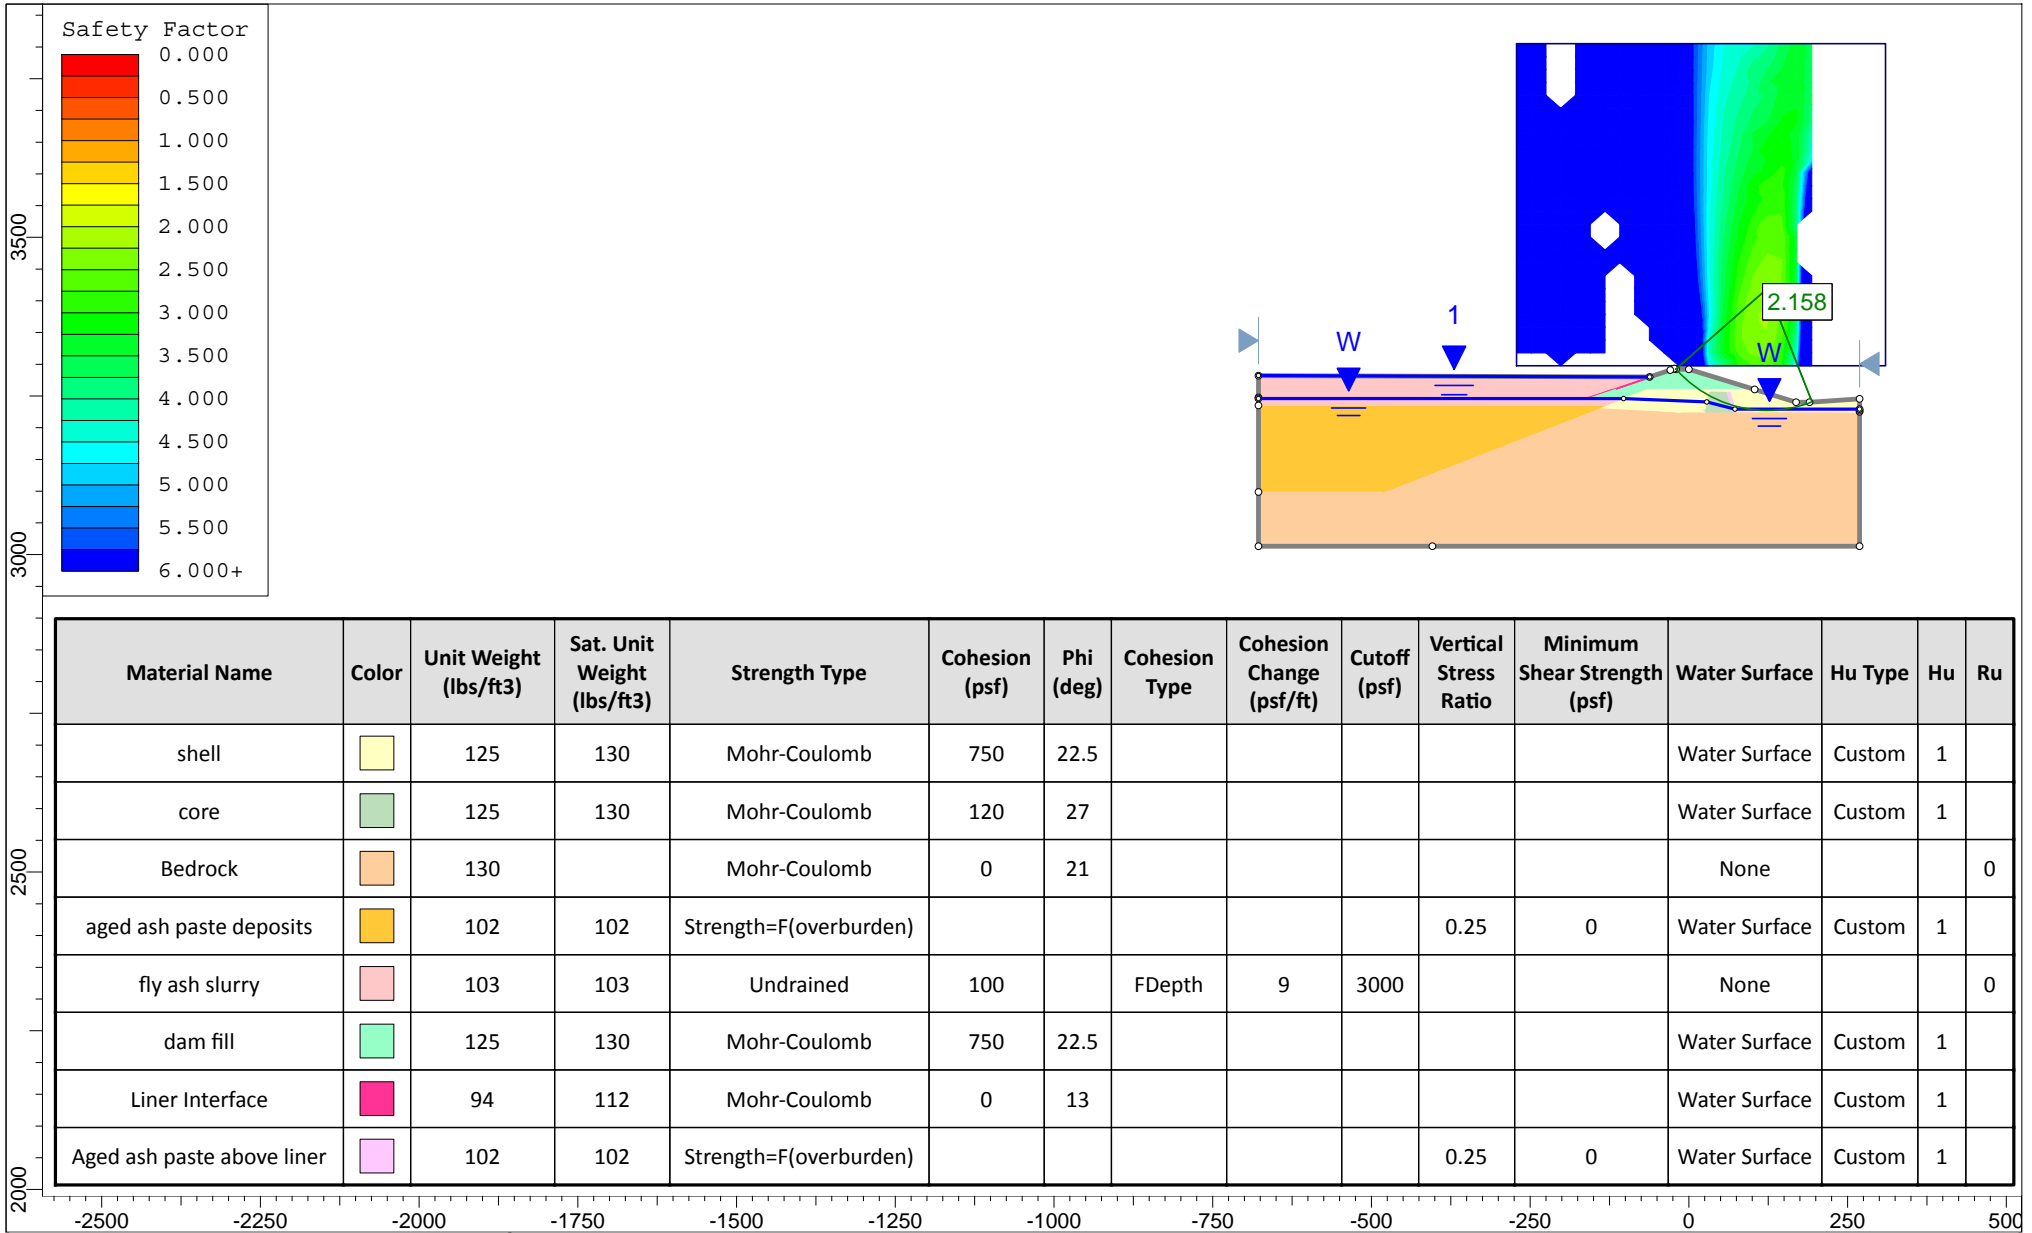 Safety Factor
0.000
0.500
1.000
1.500
2.000
2.500
3.000
3.500
4.000
4.500
5.000
5.500
6.000+
3500
3000
2500
2000
W
1
2.158
W
Material Name Color Unit Weight (lbs/ft3) Sat. Unit Weight (lbs/ft3) Strength Type Cohesion (psf) Phi (deg) Cohesion Type Cohesion Change (psf/ft) Cutoff (psf) Vertical Stress Ratio Minimum Shear Strength (psf) Water Surface Hu Type Hu Ru
shell 125 130 Mohr-Coulomb 750 22.5 Water Surface Custom 1
core 125 130 Mohr-Coulomb 120 27 Water Surface Custom 1
Bedrock 130 Mohr-Coulomb 0 21 None 0
aged ash paste deposits 102 102 Strength=F(overburden) 0.25 0 Water Surface Custom 1
fly ash slurry 103 103 Undrained 100 FDepth 9 3000 None 0
dam fill 125 130 Mohr-Coulomb 750 22.5 Water Surface Custom 1
Liner Interface 94 112 Mohr-Coulomb 0 13 Water Surface Custom 1
Aged ash paste above liner 102 102 Strength=F(overburden) 0.25 0 Water Surface Custom 1
-2500 -2250 -2000 -1750 -1500 -1250 -1000 -750 -500 -250 0 250 500